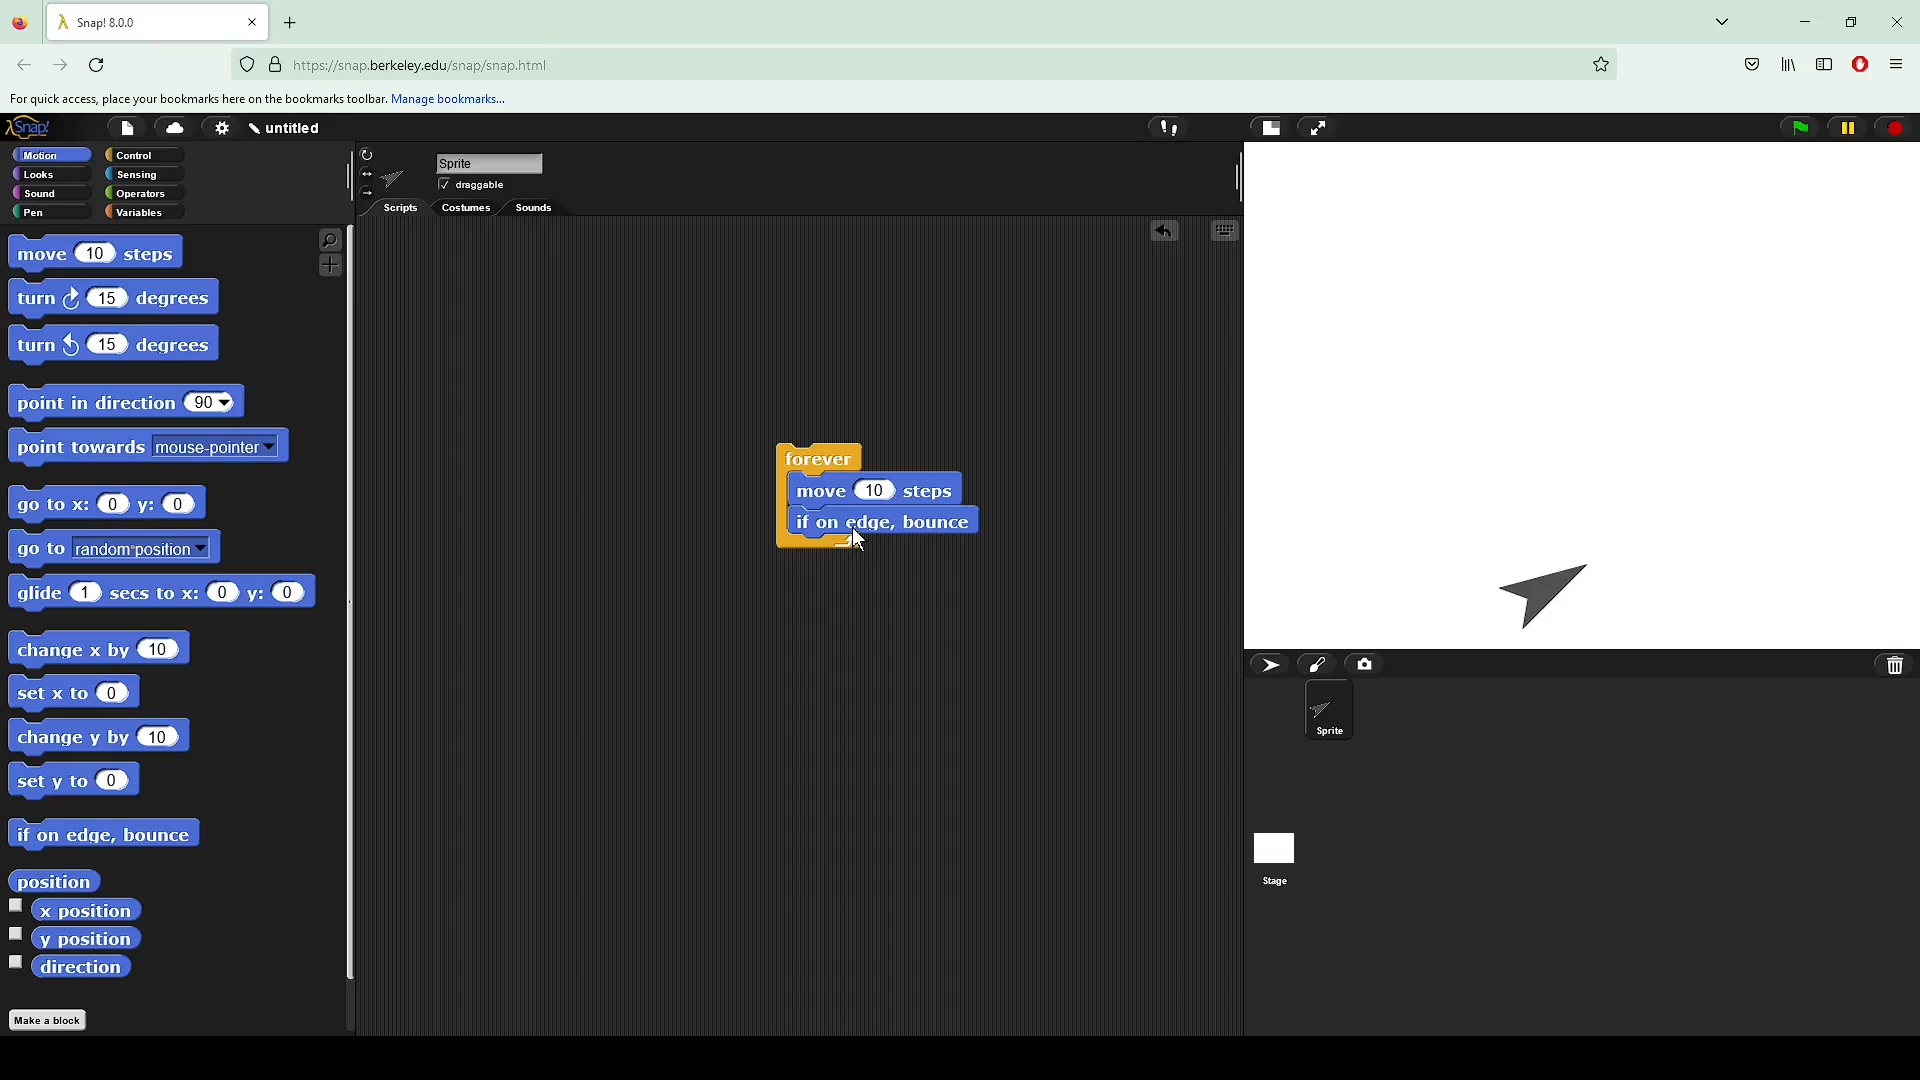 Snap! 8.0.0
https://snap.berkeley.edu/snap/snap.html
For quick access, place your bookmarks here on the bookmarks toolbar. Manage bookmarks...
Snap!
untitled
Motion
Control
Looks
Sensing
Sound
Operators
Pen
Variables
Sprite
draggable
Scripts
Costumes
Sounds
move 10 steps
turn 15 degrees
turn 15 degrees
point in direction 90
point towards mouse-pointer
go to x: 0 y: 0
go to random position
glide 1 secs to x: 0 y: 0
change x by 10
set x to 0
change y by 10
set y to 0
if on edge, bounce
position
x position
y position
direction
Make a block
forever
move 10 steps
if on edge, bounce
Sprite
Stage